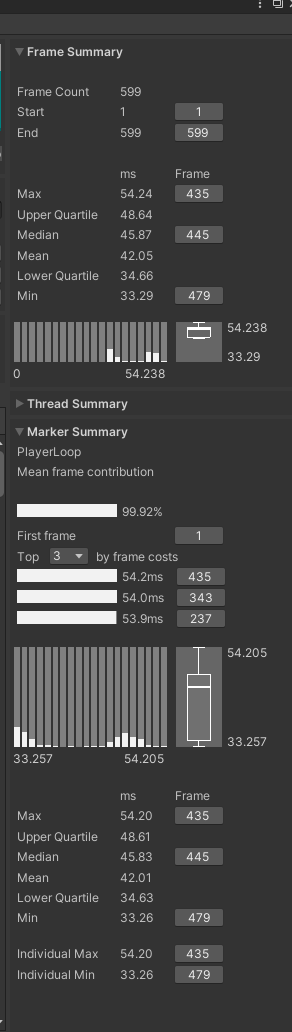 Frame Summary
Frame Count 599
Start 1 1
End 599 599
ms Frame
Max 54.24 435
Upper Quartile 48.64
Median 45.87 445
Mean 42.05
Lower Quartile 34.66
Min 33.29 479
54.238
33.29
0 54.238
Thread Summary
Marker Summary
PlayerLoop
Mean frame contribution
99.92%
First frame 1
Top 3 by frame costs
54.2ms 435
54.0ms 343
53.9ms 237
54.205
33.257
33.257 54.205
ms Frame
Max 54.20 435
Upper Quartile 48.61
Median 45.83 445
Mean 42.01
Lower Quartile 34.63
Min 33.26 479
Individual Max 54.20 435
Individual Min 33.26 479